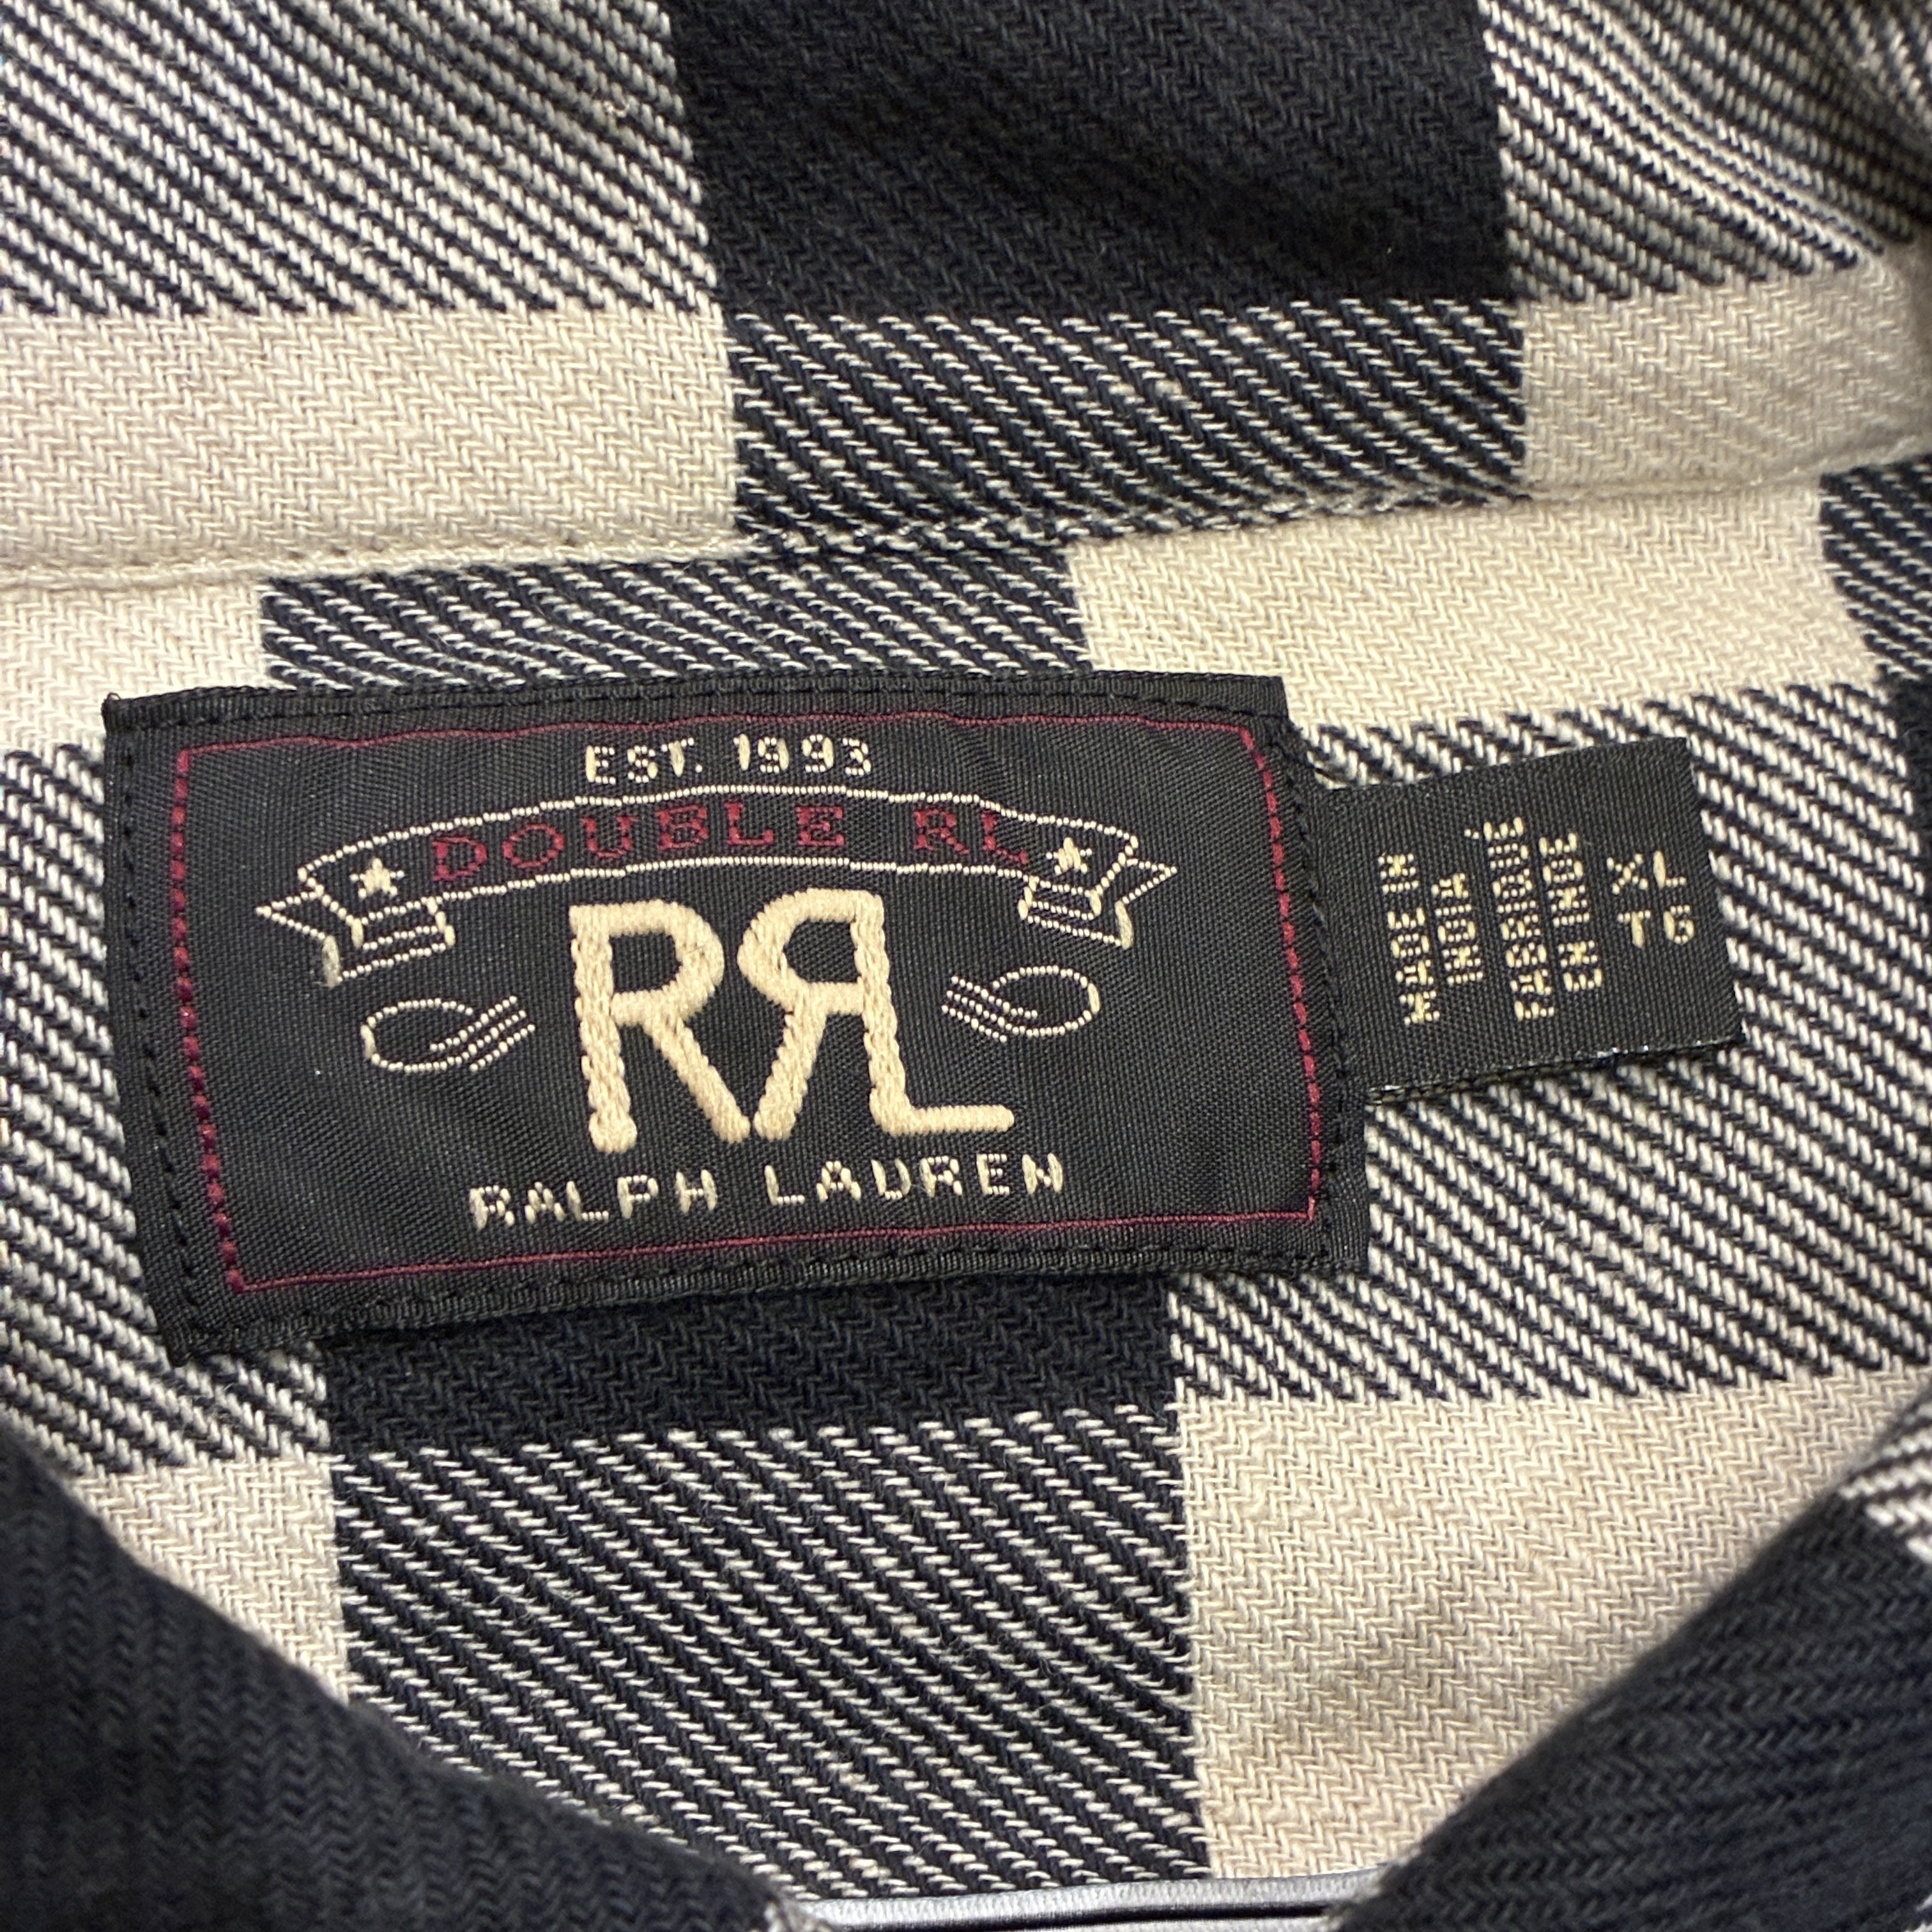 EST. 1993
DOUBLE RL
RRL
RALPH LAUREN
MADE IN
INDIA
FABRIQUÉ
EN INDE
XL
TG